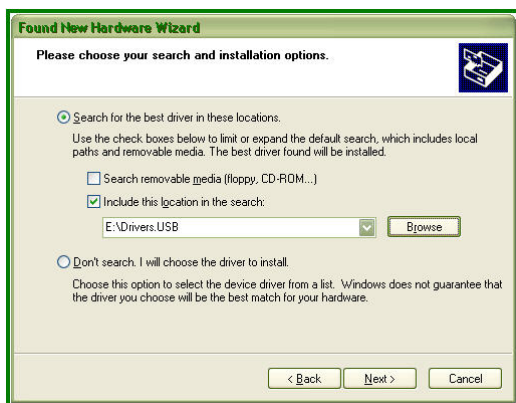 Found New Hardware Wizard
Please choose your search and installation options.
Search for the best driver in these locations.
Use the check boxes below to limit or expand the default search, which includes local
paths and removable media. The best driver found will be installed.
Search removable media (floppy, CD-ROM...)
Include this location in the search:
E:\Drivers.USB
Browse
Don't search. I will choose the driver to install.
Choose this option to select the device driver from a list. Windows does not guarantee that
the driver you choose will be the best match for your hardware.
< Back
Next >
Cancel